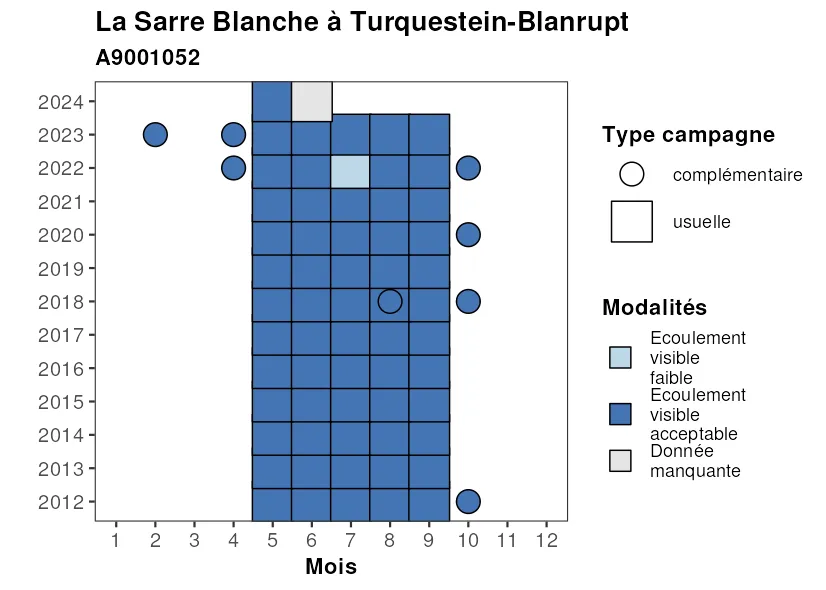 La Sarre Blanche à Turquestein-Blanrupt
A9001052
2024
2023
2022
2021
2020
2019
2018
2017
2016
2015
2014
2013
2012
1 2 3 4 5 6 7 8 9 10 11 12
Mois
Type campagne
complémentaire
usuelle
Modalités
Ecoulement
visible
faible
Ecoulement
visible
acceptable
Donnée
manquante